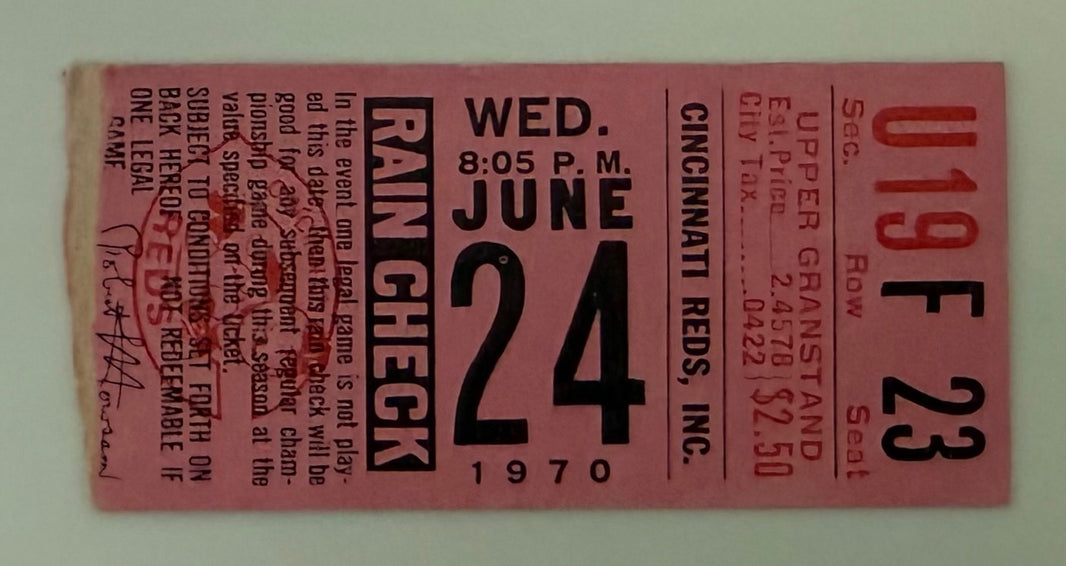 U19 F 23
Sec. Row Seat
UPPER GRANSTAND
Est.Price 2.4578 } $2.50
City Tax......0422
CINCINNATI REDS, INC.
WED.
8:05 P. M.
JUNE
24
1970
RAIN CHECK
In the event one legal game is not play-
ed this date, then this rain check will be
good for any subsequent regular cham-
pionship game during this season at the
value specified on the ticket.
SUBJECT TO CONDITIONS SET FORTH ON
BACK HEREOF NOT REDEEMABLE IF
ONE LEGAL
GAME
REDS